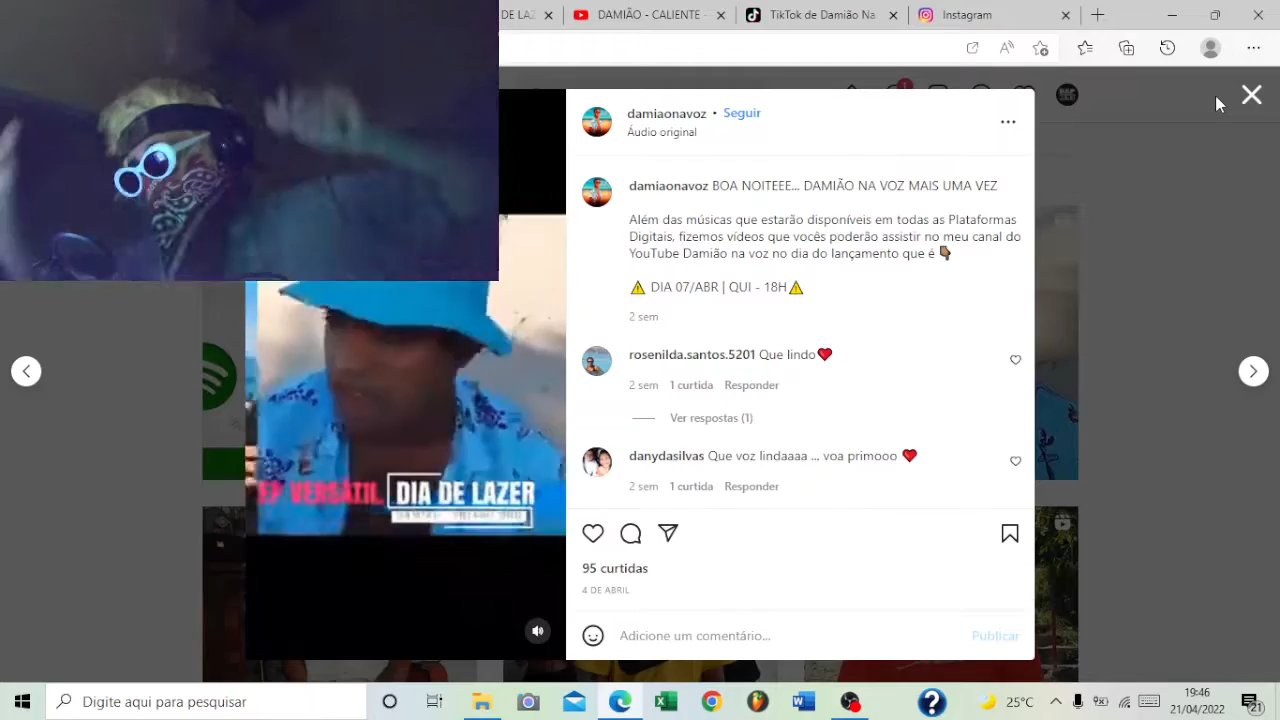 DE LAZ
DAMIÃO NA VOZ -
DAMIÃO NA VOZ (
Instagram
damiaonavoz • Seguir
Áudio original
damiaonavoz BOA NOITEEE... DAMIÃO NA VOZ MAIS UMA VEZ
Além das músicas que estarão disponíveis em todas as Plataformas
Digitais, fizemos vídeos que vocês poderão assistir no meu canal do
YouTube Damião na voz no dia do lançamento que é 👇🏾
⚠ DIA 07/ABR | QUI - 18H⚠
2 sem
rosenilda.santos.5201 Que lindo❤
2 sem 1 curtida Responder
Ver respostas (1)
danydasilvas Que voz lindaaaa ... voa primooo ❤
2 sem 1 curtida Responder
EP VERSÁTIL DIA DE LAZER
95 curtidas
4 DE ABRIL
Adicione um comentário... Publicar
Digite aqui para pesquisar
25°C
19:46
21/04/2022
21